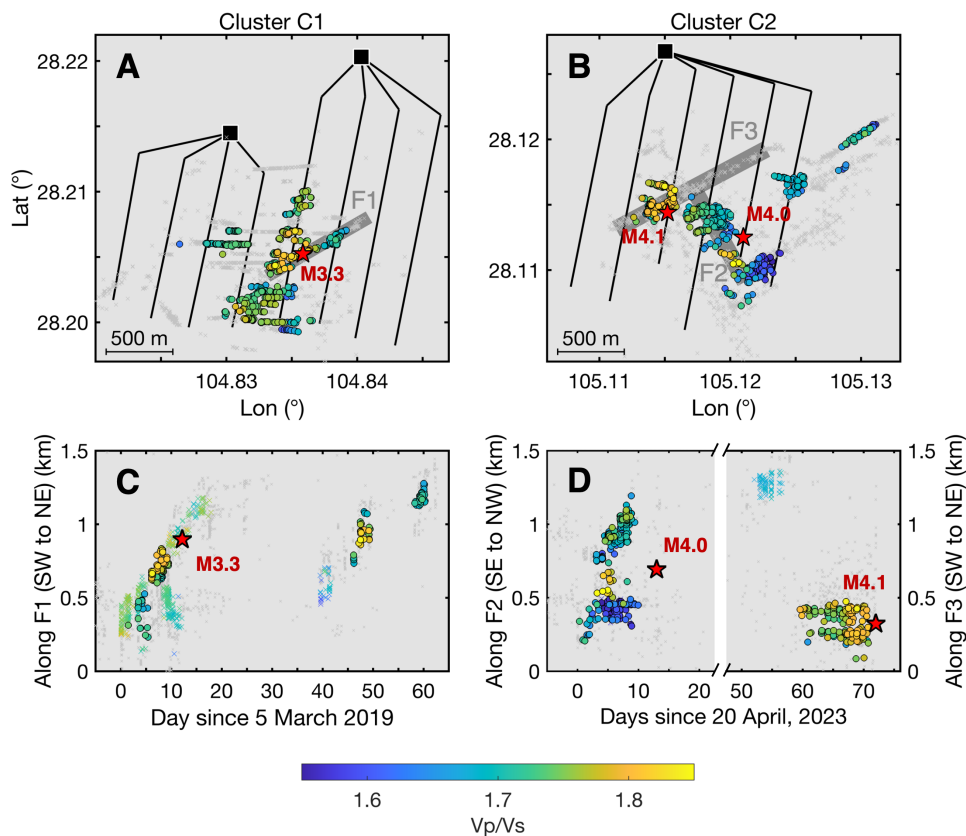 Cluster C1
Cluster C2
A
B
28.22
28.21
28.20
Lat (°)
F1
M3.3
500 m
104.83
104.84
Lon (°)
28.12
28.11
F3
F2
M4.0
M4.1
500 m
105.11
105.12
105.13
Lon (°)
C
Along F1 (SW to NE) (km)
1.5
1
0.5
0
M3.3
0
10
20
30
40
50
60
Day since 5 March 2019
D
Along F2 (SE to NW) (km)
1.5
1
0.5
0
M4.0
M4.1
0
10
20
50
60
70
Days since 20 April, 2023
1.5
1
0.5
0
Along F3 (SW to NE) (km)
1.6
1.7
1.8
Vp/Vs